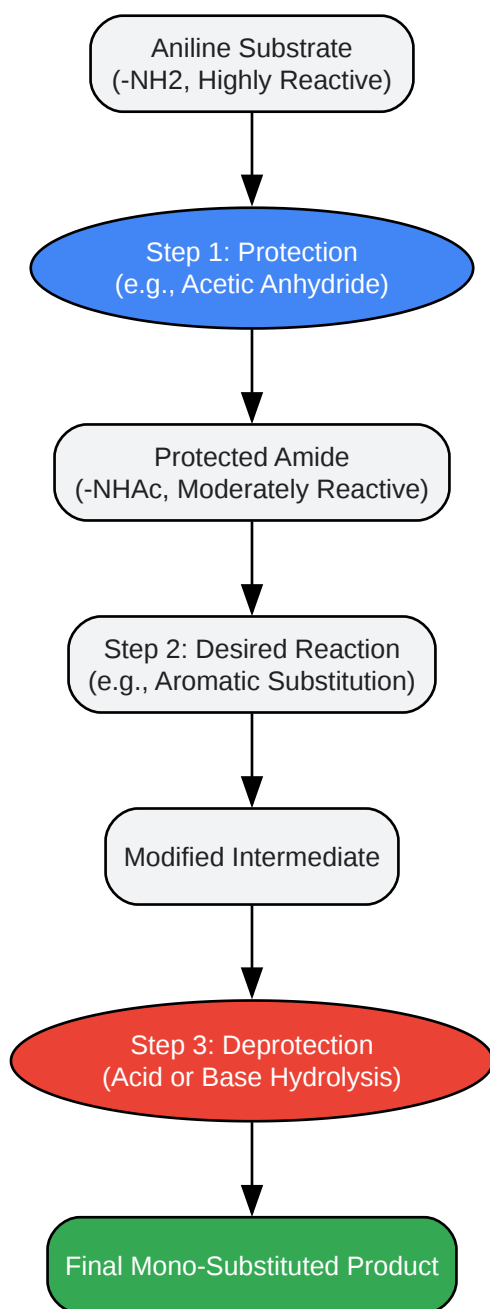 Aniline Substrate
(-NH2, Highly Reactive)
Step 1: Protection
(e.g., Acetic Anhydride)
Protected Amide
(-NHAc, Moderately Reactive)
Step 2: Desired Reaction
(e.g., Aromatic Substitution)
Modified Intermediate
Step 3: Deprotection
(Acid or Base Hydrolysis)
Final Mono-Substituted Product